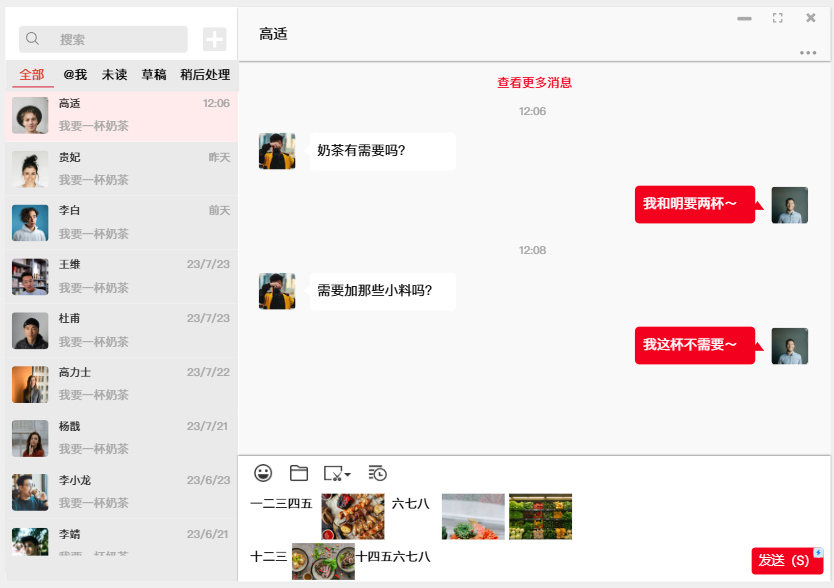 搜索
全部 @我 未读 草稿 稍后处理
高适 12:06
我要一杯奶茶
贵妃 昨天
我要一杯奶茶
李白 前天
我要一杯奶茶
王维 23/7/23
我要一杯奶茶
杜甫 23/7/23
我要一杯奶茶
高力士 23/7/22
我要一杯奶茶
杨戬 23/7/21
我要一杯奶茶
李小龙 23/6/23
我要一杯奶茶
李婧 23/6/21
我要一杯奶茶
高适
查看更多消息
12:06
奶茶有需要吗?
我和明要两杯～
12:08
需要加那些小料吗?
我这杯不需要～
一二三四五 六七八
十二三 十四五六七八
发送（S）